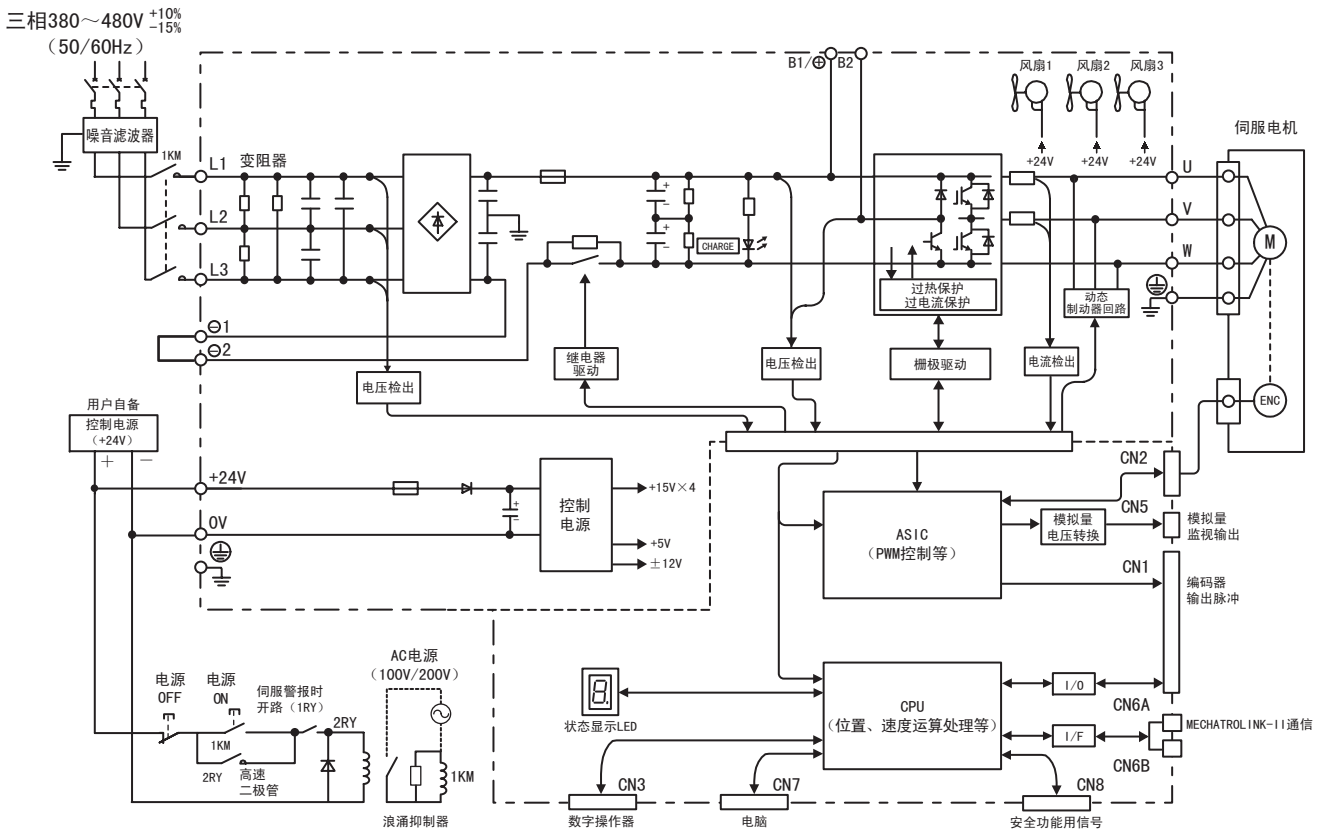 三相380～480V +10% -15%
（50/60Hz）
噪音滤波器
1KM
L1
L2
L3
变阻器
⊖1
⊖2
B1/⊕
B2
风扇1
风扇2
风扇3
+24V
+24V
+24V
伺服电机
U
V
W
M
ENC
+
-
+
-
CHARGE
过热保护
过电流保护
动态
制动器回路
电压检出
继电器
驱动
电压检出
栅极驱动
电流检出
用户自备
控制电源
（+24V）
+
—
+24V
0V
+
-
控制
电源
+15V×4
+5V
±12V
ASIC
（PWM控制等）
模拟量
电压转换
CN2
CN5
模拟量
监视输出
CN1
编码器
输出脉冲
CPU
（位置、速度运算处理等）
I/O
I/F
CN6A
MECHATROLINK-II通信
CN6B
8.
状态显示LED
CN3
数字操作器
CN7
电脑
CN8
安全功能用信号
电源
OFF
电源
ON
伺服警报时
开路（1RY）
2RY
1KM
2RY
高速
二极管
AC电源
（100V/200V）
1KM
浪涌抑制器